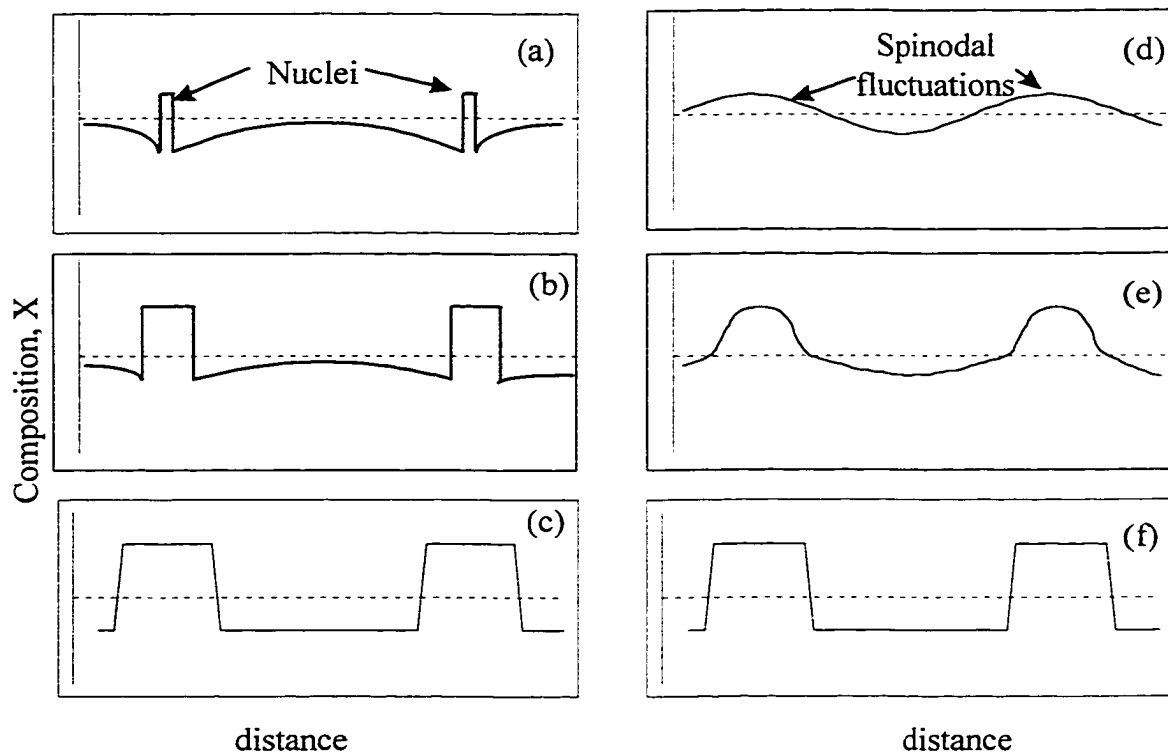 (a)
Nuclei
(d)
Spinodal
fluctuations
(b)
(e)
Composition, X
(c)
(f)
distance
distance